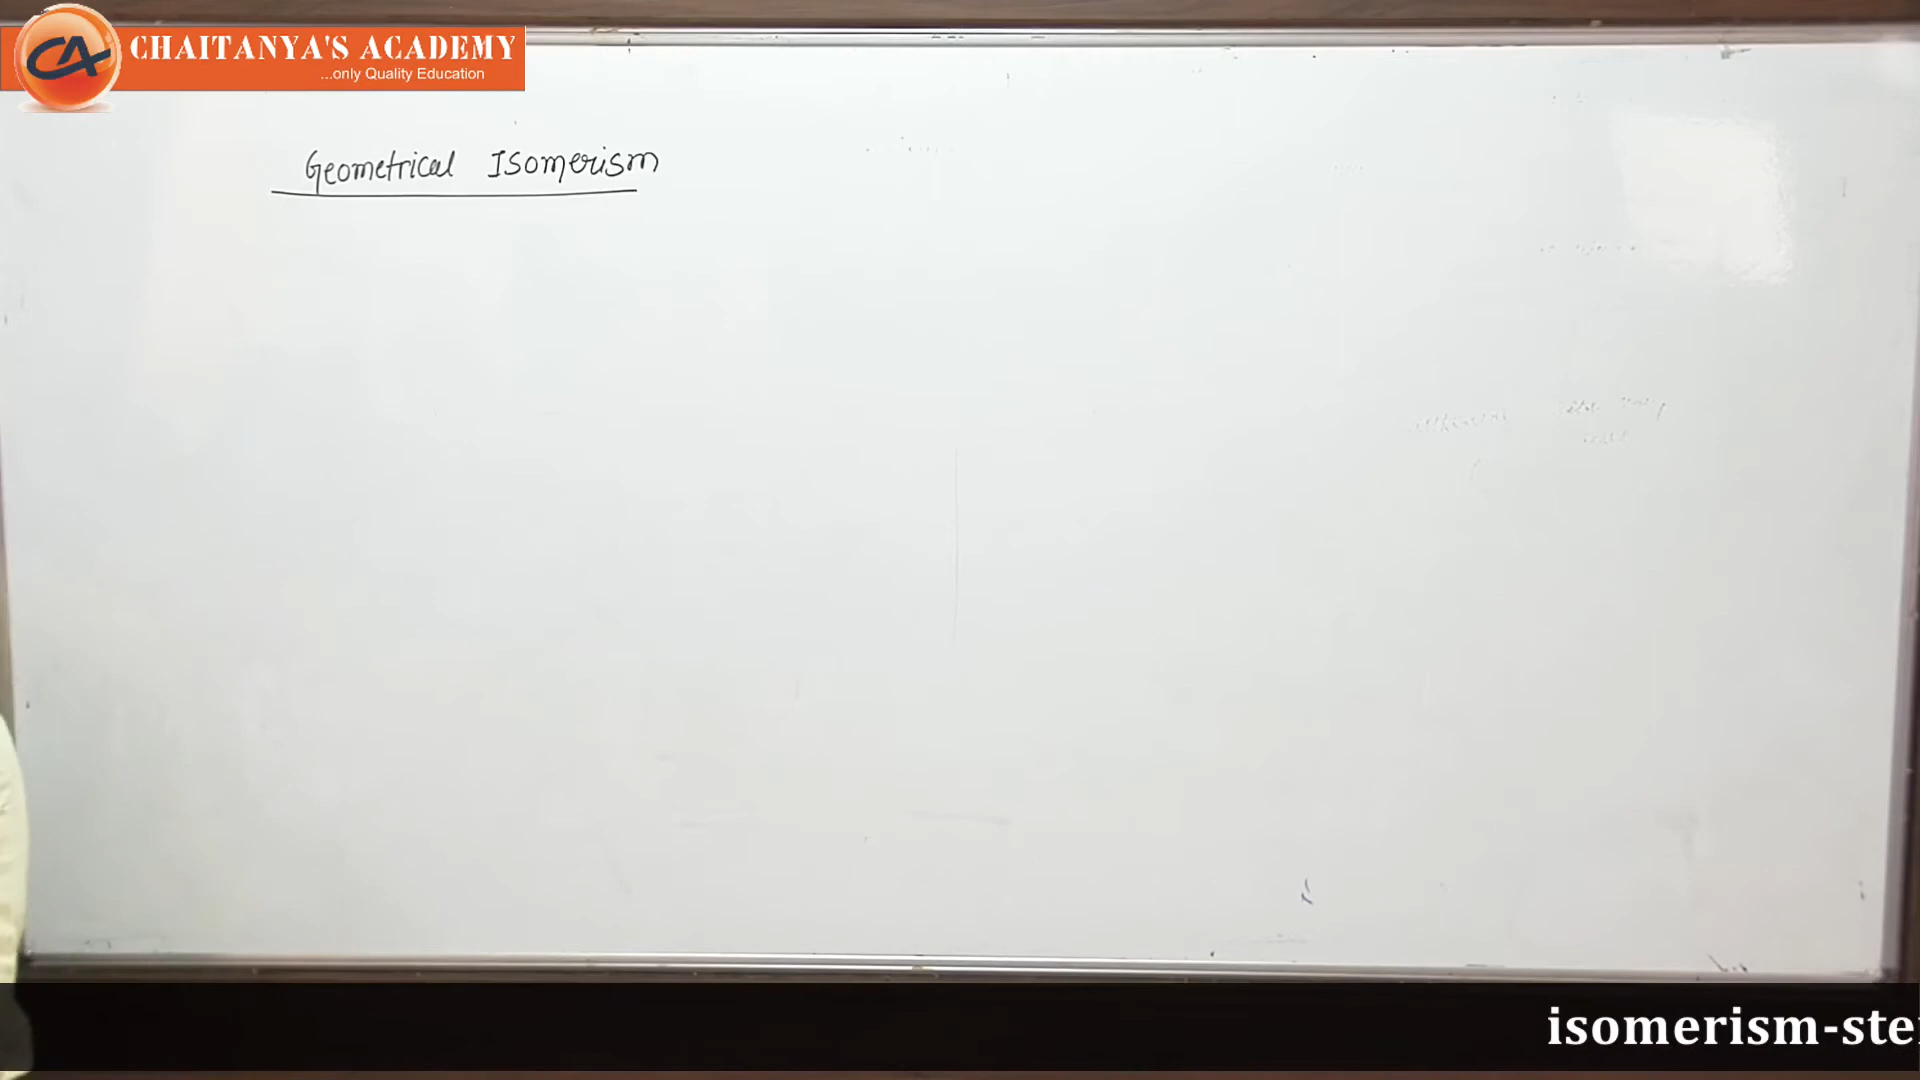 CHAITANYA'S ACADEMY
...only Quality Education
Geometrical Isomerism
isomerism-ste